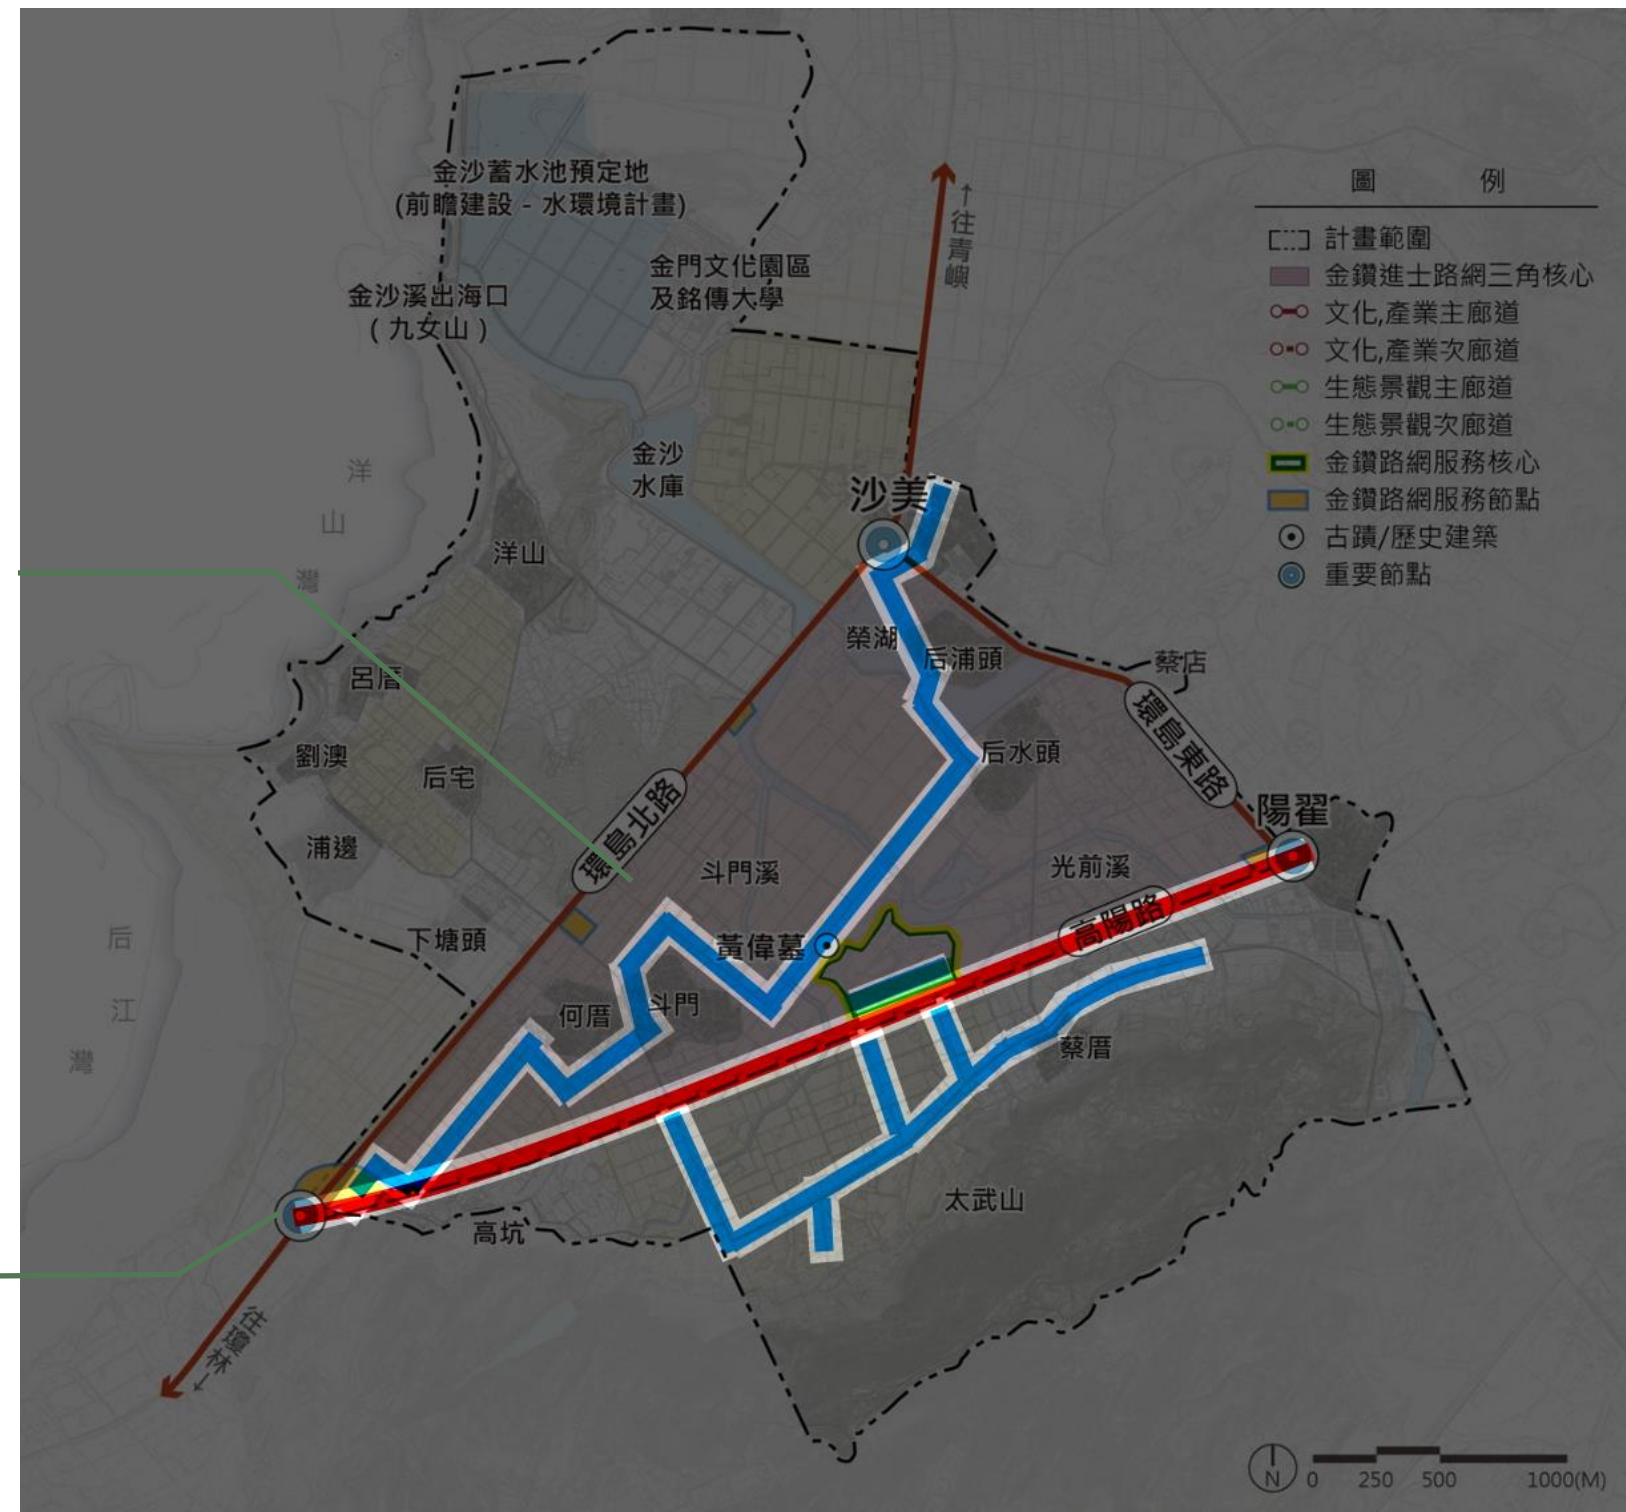 金沙蓄水池預定地
(前瞻建設-水環境計畫)
↑往青嶼
圖 例
計畫範圍
金鑽進士路網三角核心
文化,產業主廊道
文化,產業次廊道
生態景觀主廊道
生態景觀次廊道
金鑽路網服務核心
金鑽路網服務節點
古蹟/歷史建築
重要節點
金門文化園區
及銘傳大學
金沙溪出海口
(九女山)
金沙
水庫
沙美
洋山灣
洋山
榮湖
后浦頭
蔡店
呂厝
環島東路
劉澳
后宅
后水頭
陽翟
環島北路
浦邊
斗門溪
光前溪
高陽路
下塘頭
黃偉墓
后江灣
何厝
斗門
蔡厝
太武山
高坑
往瓊林→
N 0 250 500 1000(M)